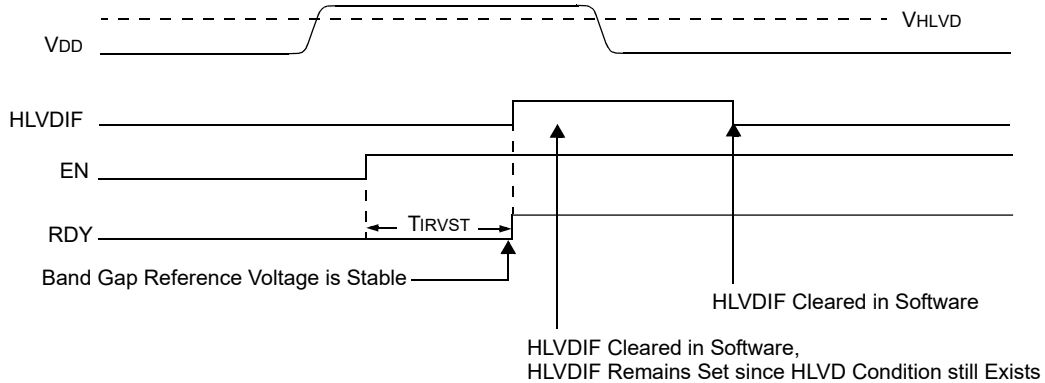 VHLVD
VDD
HLVDIF
EN
TIRVST
RDY
Band Gap Reference Voltage is Stable
HLVDIF Cleared in Software
HLVDIF Cleared in Software,
HLVDIF Remains Set since HLVD Condition still Exists